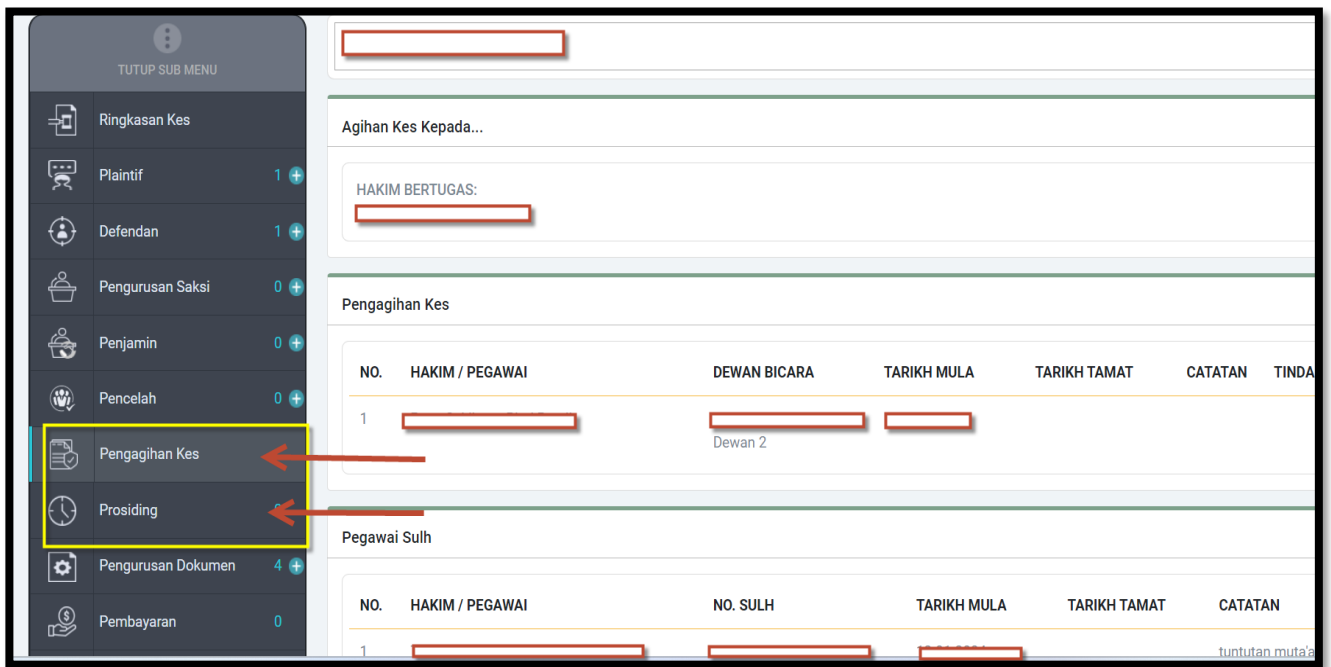 TUTUP SUB MENU
Ringkasan Kes
Plaintif 1
Defendan 1
Pengurusan Saksi 0
Penjamin 0
Pencelah 0
Pengagihan Kes
Prosiding
Pengurusan Dokumen 4
Pembayaran 0
Agihan Kes Kepada...
HAKIM BERTUGAS:
Pengagihan Kes
NO. HAKIM / PEGAWAI DEWAN BICARA TARIKH MULA TARIKH TAMAT CATATAN TINDA
1
Dewan 2
Pegawai Sulh
NO. HAKIM / PEGAWAI NO. SULH TARIKH MULA TARIKH TAMAT CATATAN
1 tuntutan muta'a